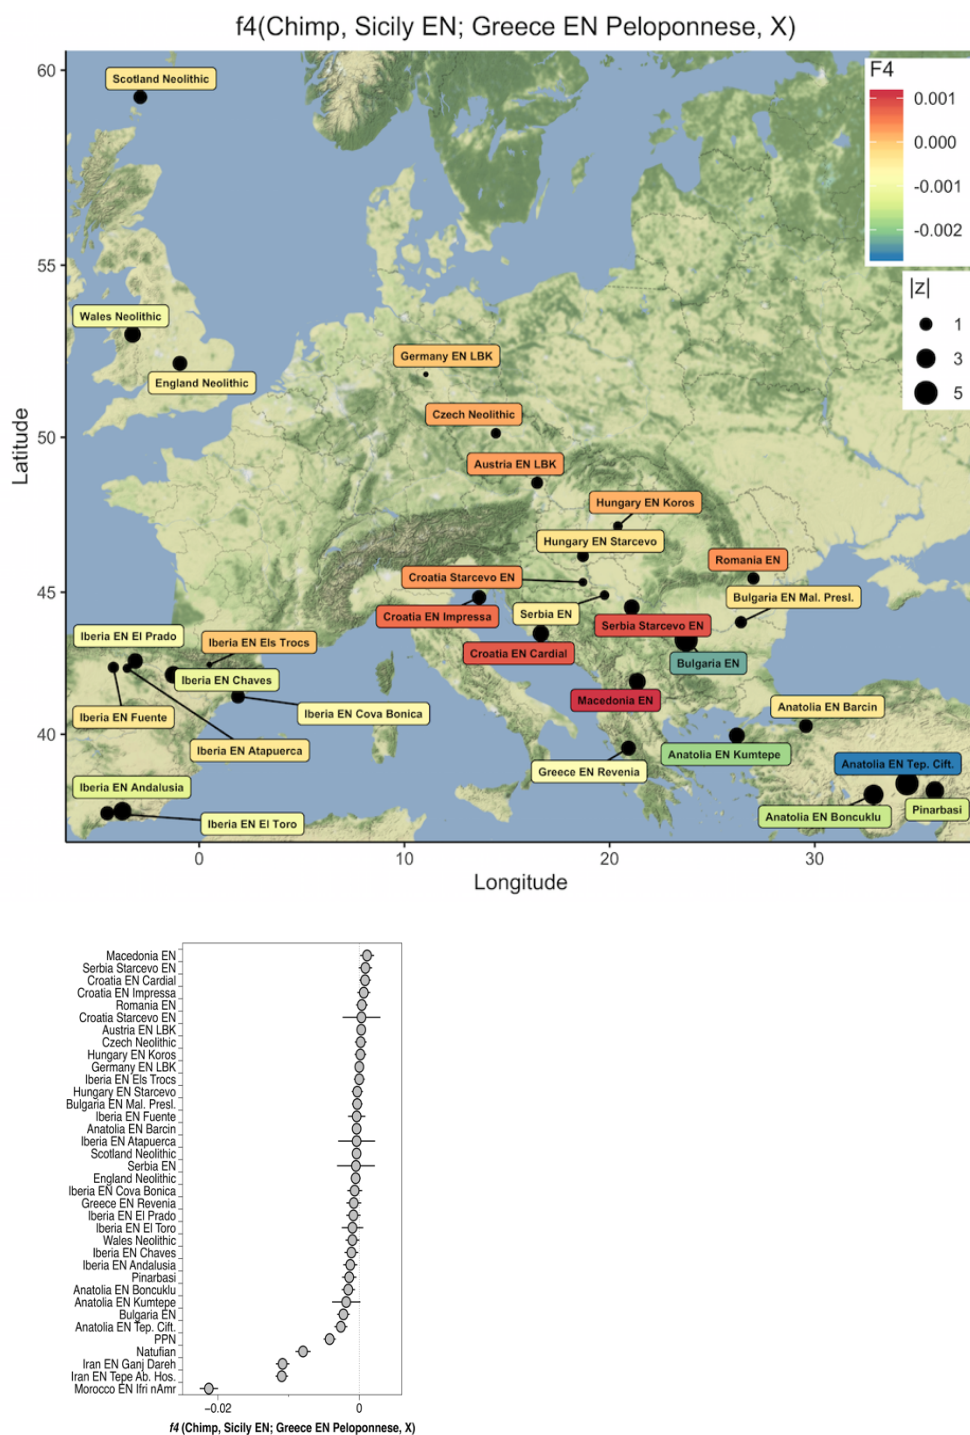 f4(Chimp, Sicily EN; Greece EN Peloponnese, X)
60
55
50
45
40
Latitude
0
10
20
30
Longitude
F4
0.001
0.000
-0.001
-0.002
|z|
1
3
5
Scotland Neolithic
Wales Neolithic
England Neolithic
Germany EN LBK
Czech Neolithic
Austria EN LBK
Hungary EN Koros
Hungary EN Starcevo
Romania EN
Croatia Starcevo EN
Bulgaria EN Mal. Presl.
Croatia EN Impressa
Serbia EN
Serbia Starcevo EN
Iberia EN El Prado
Iberia EN Els Trocs
Croatia EN Cardial
Bulgaria EN
Iberia EN Chaves
Macedonia EN
Anatolia EN Barcin
Iberia EN Fuente
Iberia EN Cova Bonica
Iberia EN Atapuerca
Anatolia EN Kumtepe
Anatolia EN Tep. Cift.
Greece EN Revenia
Iberia EN Andalusia
Pinarbasi
Anatolia EN Boncuklu
Iberia EN El Toro
Macedonia EN
Serbia Starcevo EN
Croatia EN Cardial
Croatia EN Impressa
Romania EN
Croatia Starcevo EN
Austria EN LBK
Czech Neolithic
Hungary EN Koros
Germany EN LBK
Iberia EN Els Trocs
Hungary EN Starcevo
Bulgaria EN Mal. Presl.
Iberia EN Fuente
Anatolia EN Barcin
Iberia EN Atapuerca
Scotland Neolithic
Serbia EN
England Neolithic
Iberia EN Cova Bonica
Greece EN Revenia
Iberia EN El Prado
Iberia EN El Toro
Wales Neolithic
Iberia EN Chaves
Iberia EN Andalusia
Pinarbasi
Anatolia EN Boncuklu
Anatolia EN Kumtepe
Bulgaria EN
Anatolia EN Tep. Cift.
PPN
Natufian
Iran EN Ganj Dareh
Iran EN Tepe Ab. Hos.
Morocco EN Ifri nAmr
−0.02
0
f4 (Chimp, Sicily EN; Greece EN Peloponnese, X)